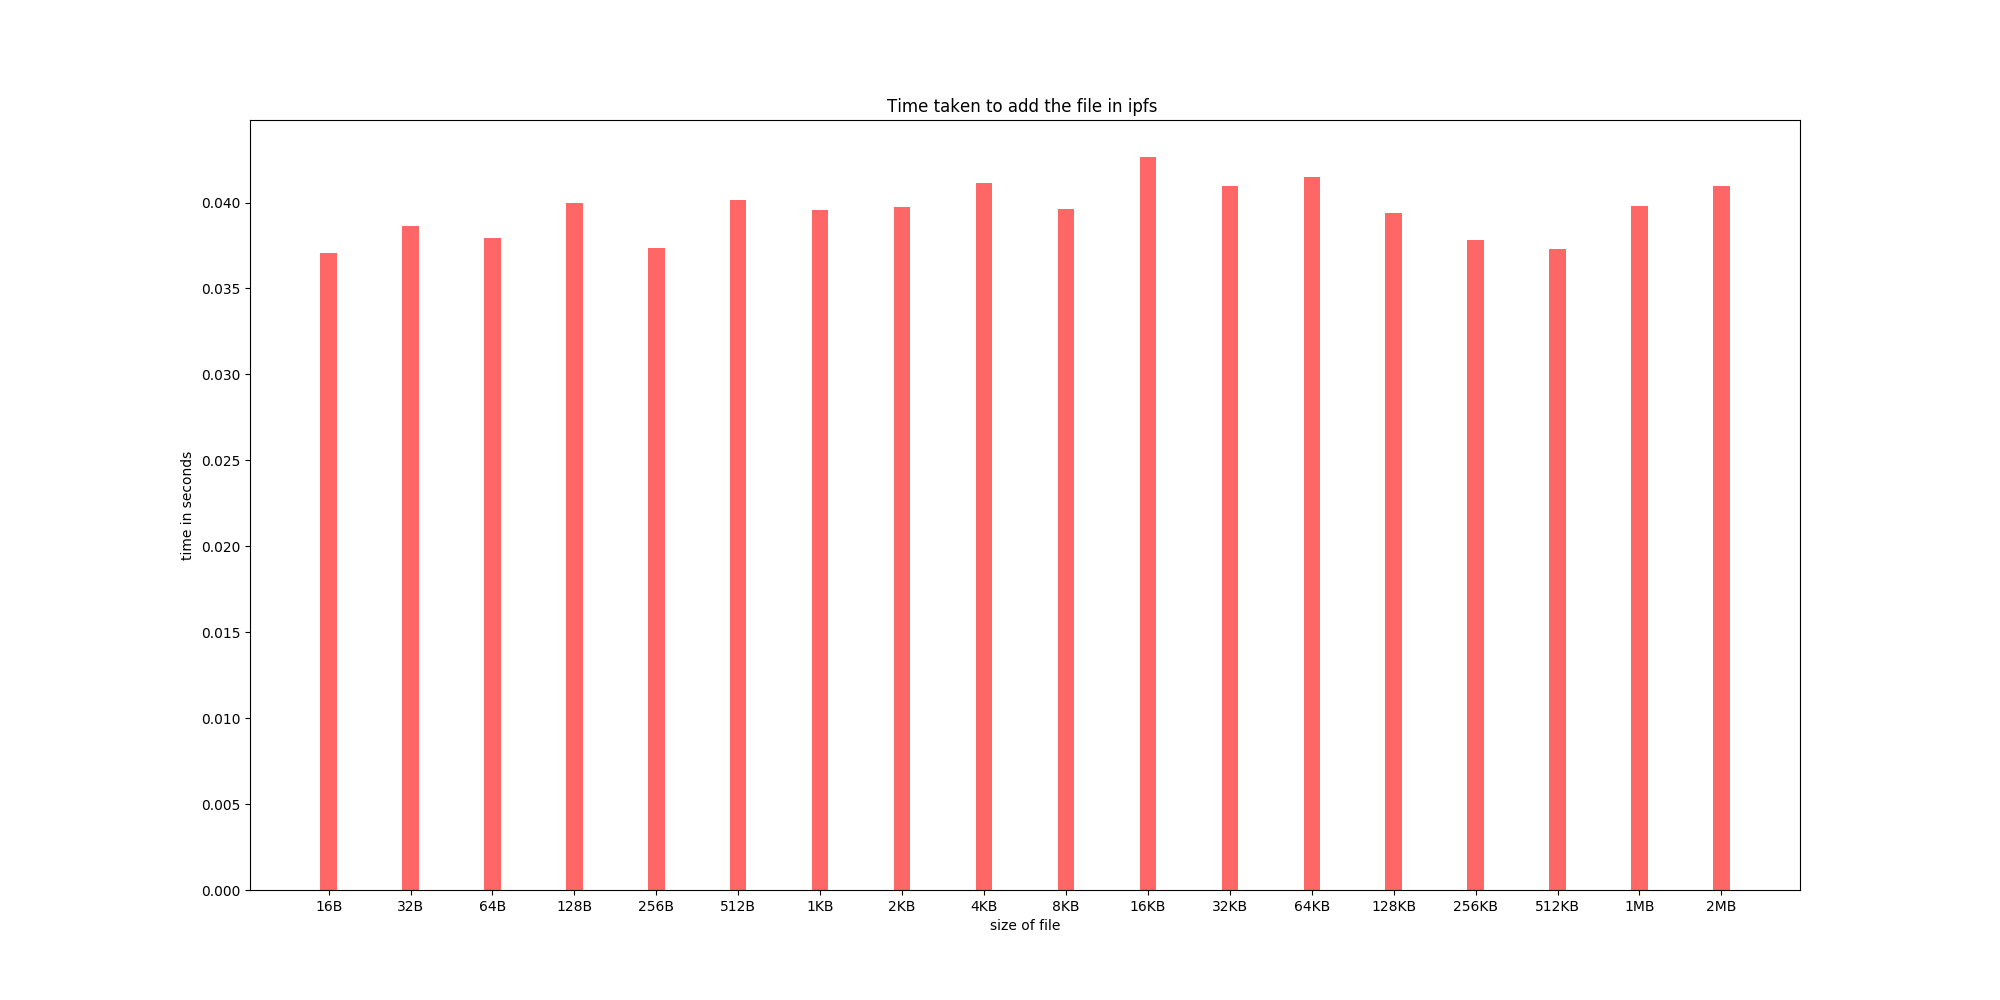 Time taken to add the file in ipfs
0.040
0.035
0.030
0.025
0.020
0.015
0.010
0.005
0.000
time in seconds
16B 32B 64B 128B 256B 512B 1KB 2KB 4KB 8KB 16KB 32KB 64KB 128KB 256KB 512KB 1MB 2MB
size of file